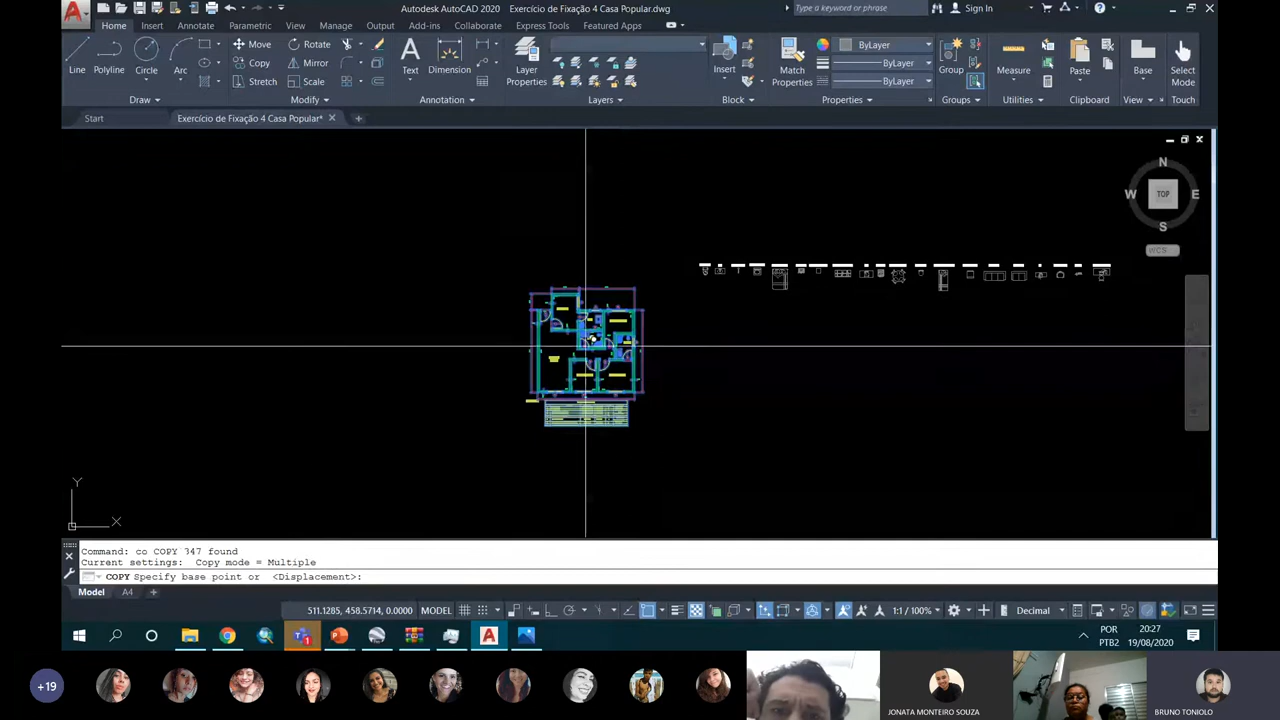 Autodesk AutoCAD 2020 Exercício de Fixação 4 Casa Popular.dwg
Type a keyword or phrase
Sign In
Home Insert Annotate Parametric View Manage Output Add-ins Collaborate Express Tools Featured Apps
Line Polyline Circle Arc
Move Rotate
Copy Mirror
Stretch Scale
Text Dimension
Layer Properties
Insert
Match Properties
ByLayer
ByLayer
ByLayer
Group Measure Paste Base
Select Mode
Draw Modify Annotation Layers Block Properties Groups Utilities Clipboard View Touch
Start Exercício de Fixação 4 Casa Popular*
N
W TOP E
S
WCS
Y
X
Command: co COPY 347 found
Current settings: Copy mode = Multiple
COPY Specify base point or <Displacement>:
Model A4
511.1285, 458.5714, 0.0000 MODEL 1:1 / 100% Decimal
POR
PTB2
20:27
19/08/2020
+19
JONATA MONTEIRO SOUZA
BRUNO TONIOLO